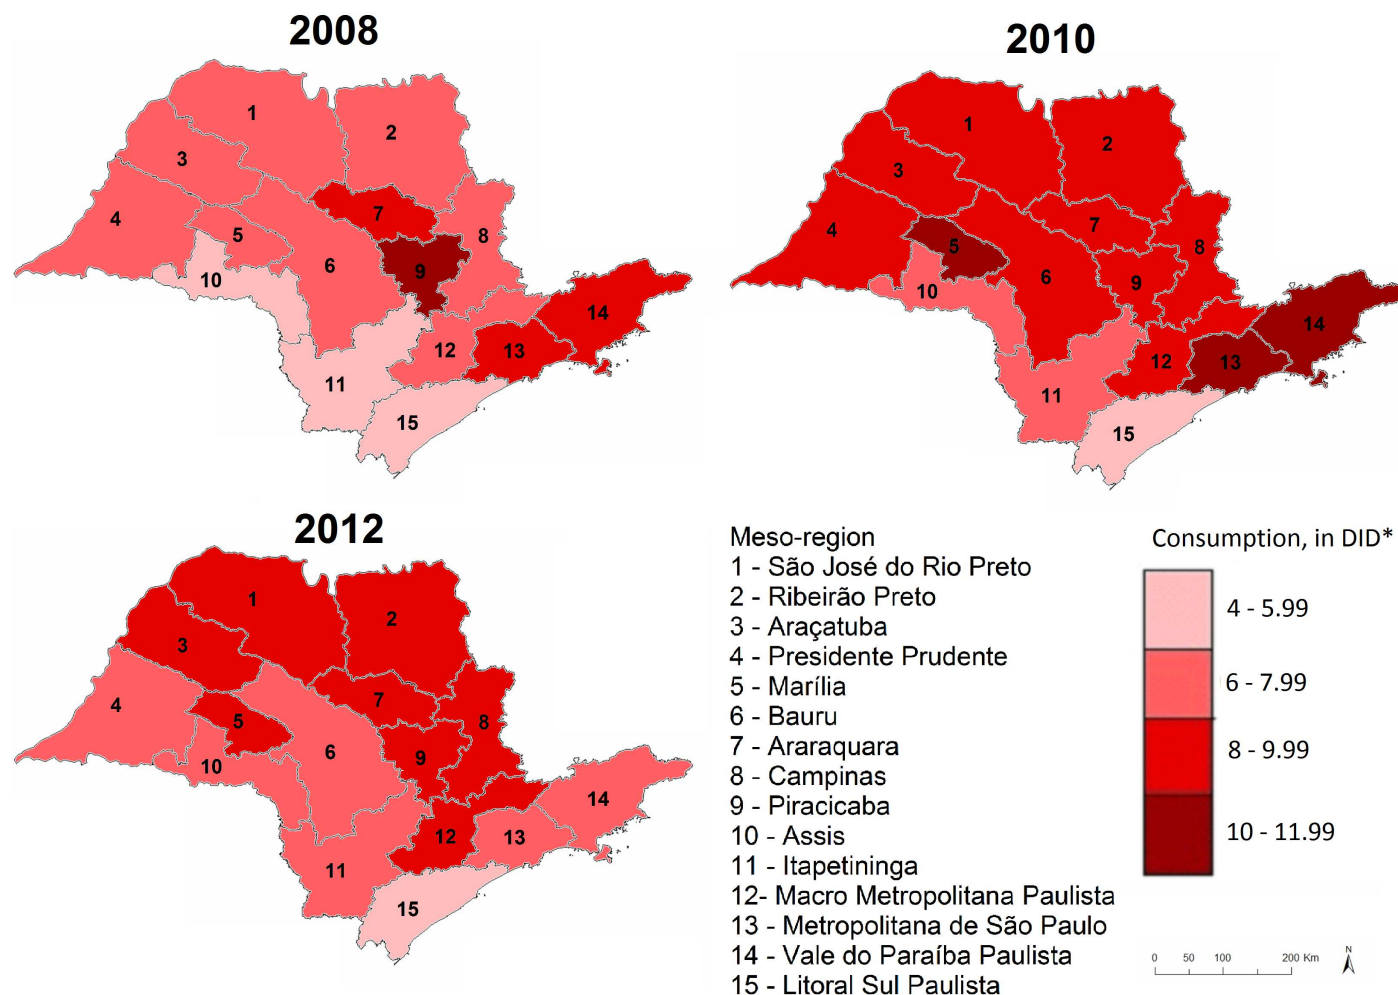 2008
1
2
3
4
5
6
7
8
9
10
11
12
13
14
15
2010
1
2
3
4
5
6
7
8
9
10
11
12
13
14
15
2012
1
2
3
4
5
6
7
8
9
10
11
12
13
14
15
Meso-region
1 - São José do Rio Preto
2 - Ribeirão Preto
3 - Araçatuba
4 - Presidente Prudente
5 - Marília
6 - Bauru
7 - Araraquara
8 - Campinas
9 - Piracicaba
10 - Assis
11 - Itapetininga
12- Macro Metropolitana Paulista
13 - Metropolitana de São Paulo
14 - Vale do Paraíba Paulista
15 - Litoral Sul Paulista
Consumption, in DID*
4 - 5.99
6 - 7.99
8 - 9.99
10 - 11.99
0 50 100 200 Km
N